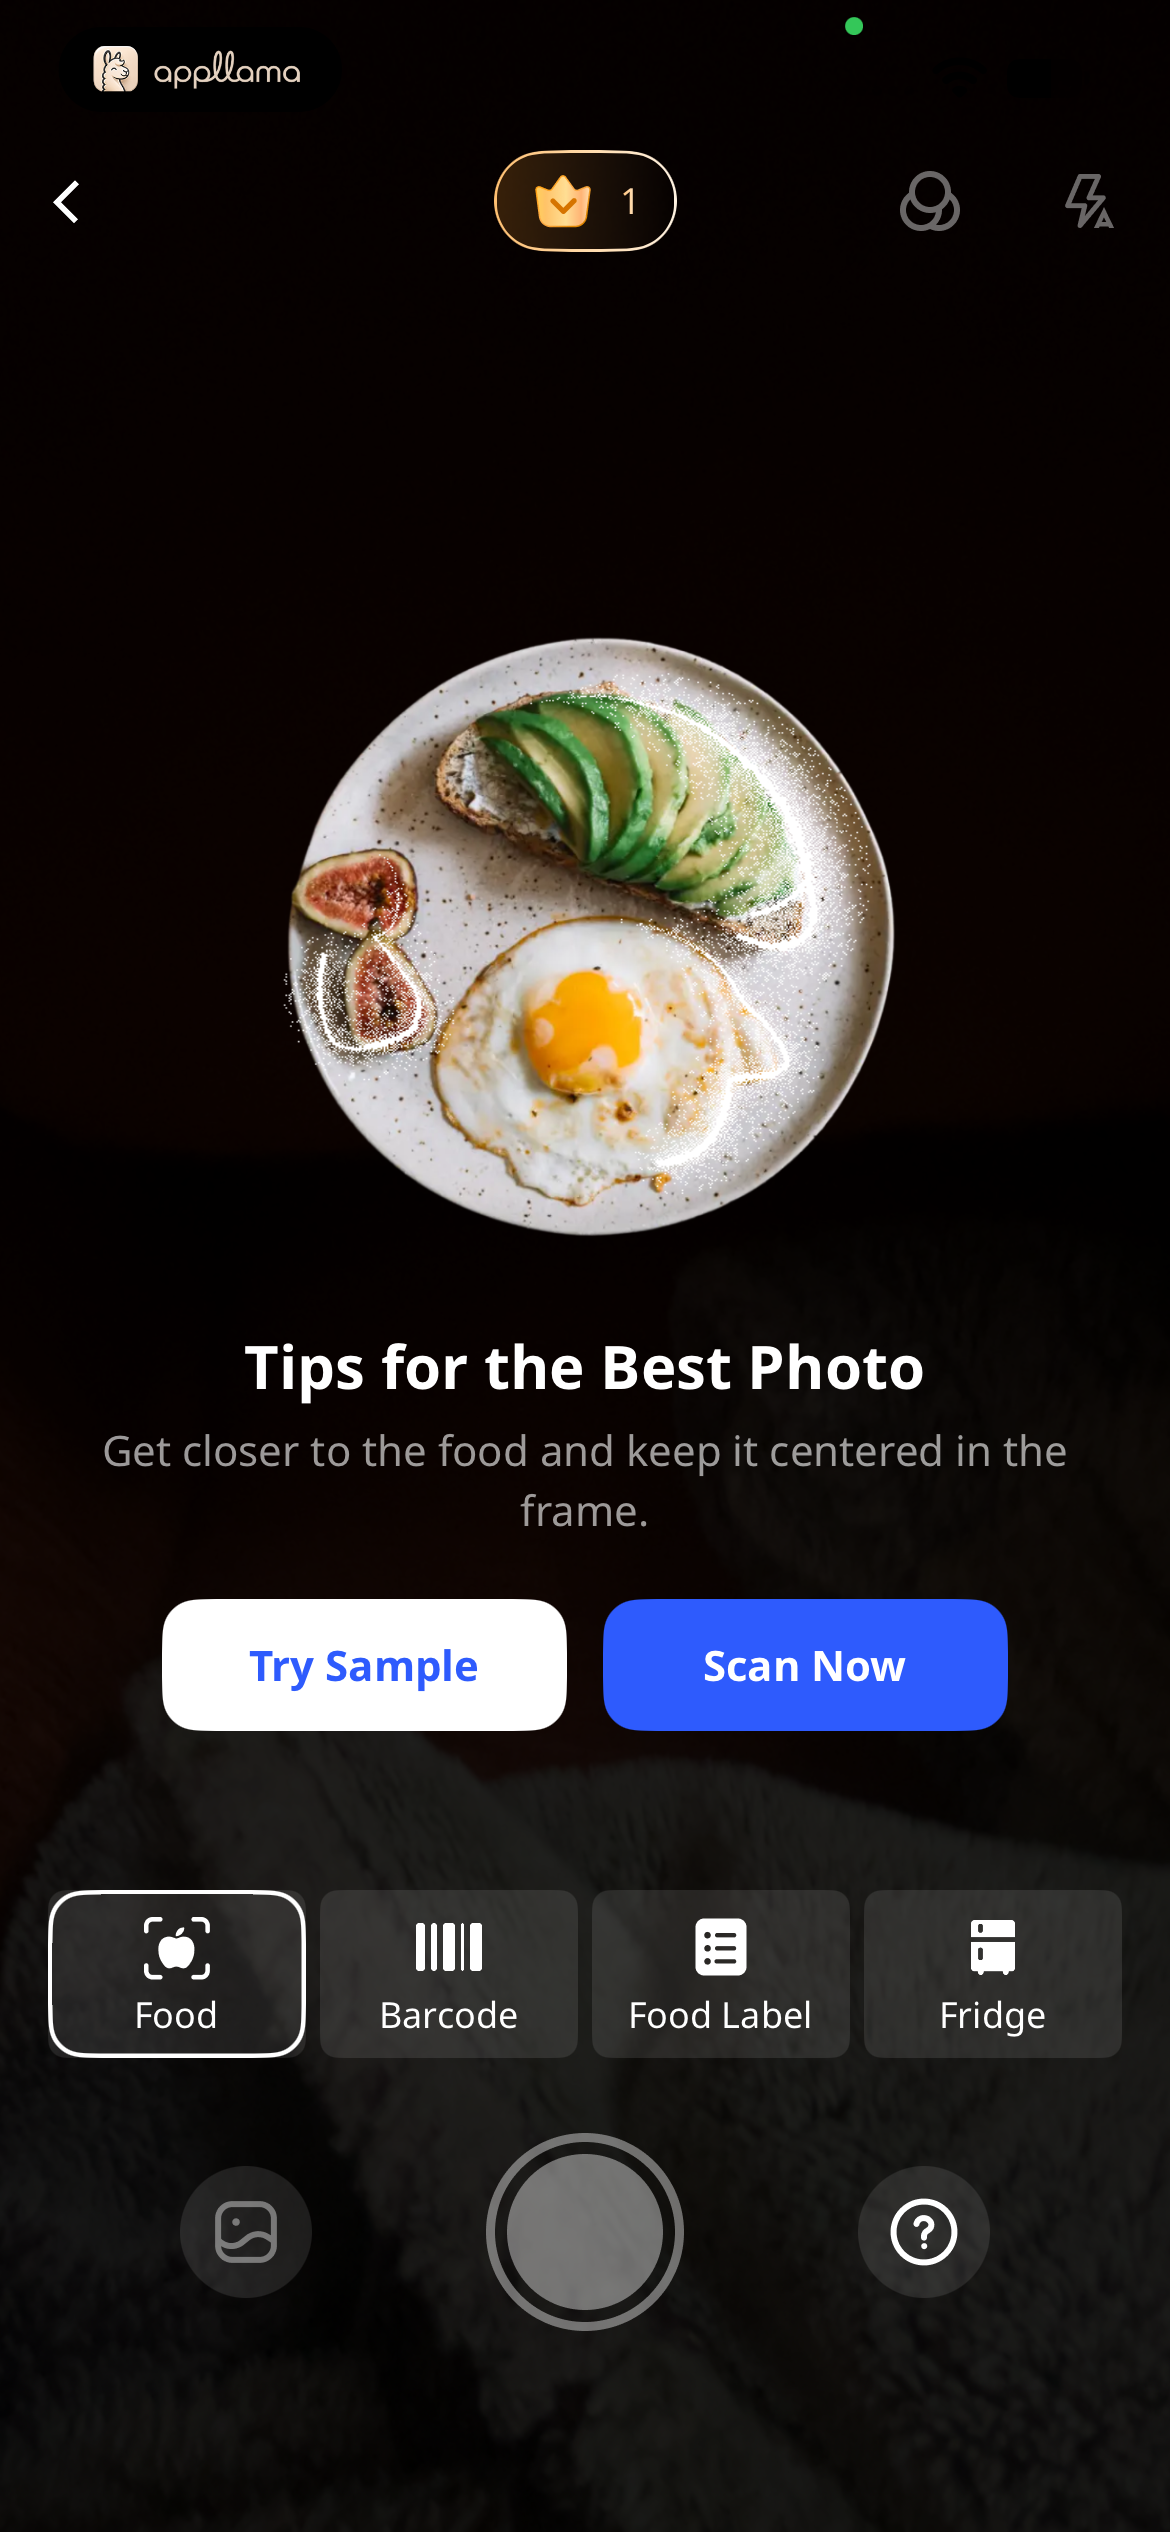 appllama
1
Tips for the Best Photo
Get closer to the food and keep it centered in the
frame.
Try Sample
Scan Now
Food
Barcode
Food Label
Fridge